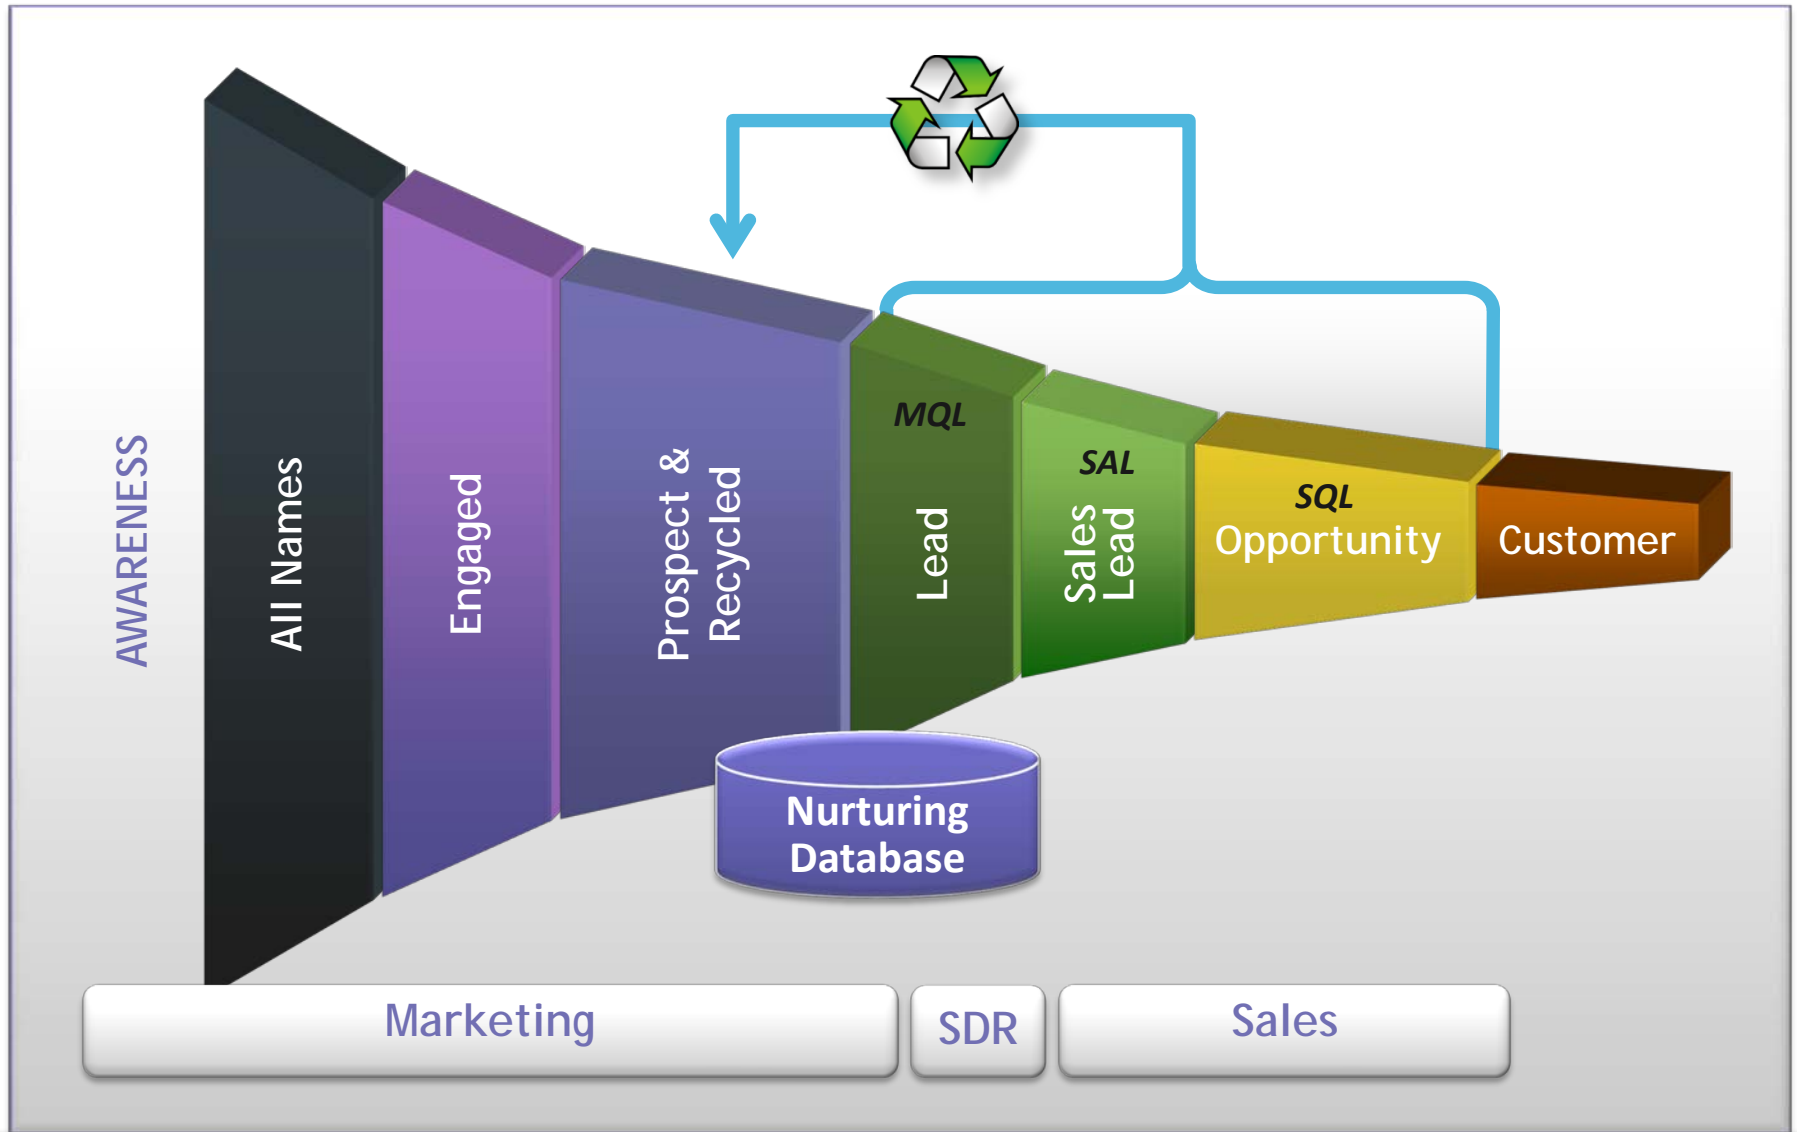 AWARENESS
All Names
Engaged
Prospect &
Recycled
MQL
Lead
SAL
Sales
Lead
SQL
Opportunity
Customer
Nurturing
Database
Marketing
SDR
Sales